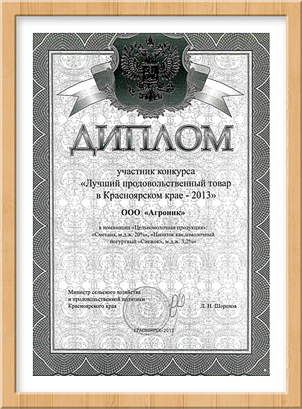 ДИПЛОМ
участник конкурса
«Лучший продовольственный товар
в Красноярском крае - 2013»
ООО «Агроник»
в номинации «Цельномолочная продукция»:
«Сметана, м.д.ж. 20%», «Напиток кисломолочный
йогуртный «Снежок», м.д.ж. 3,2%»
Министр сельского хозяйства
и продовольственной политики
Красноярского края
Л. Н. Шорохов
КРАСНОЯРСК-2013